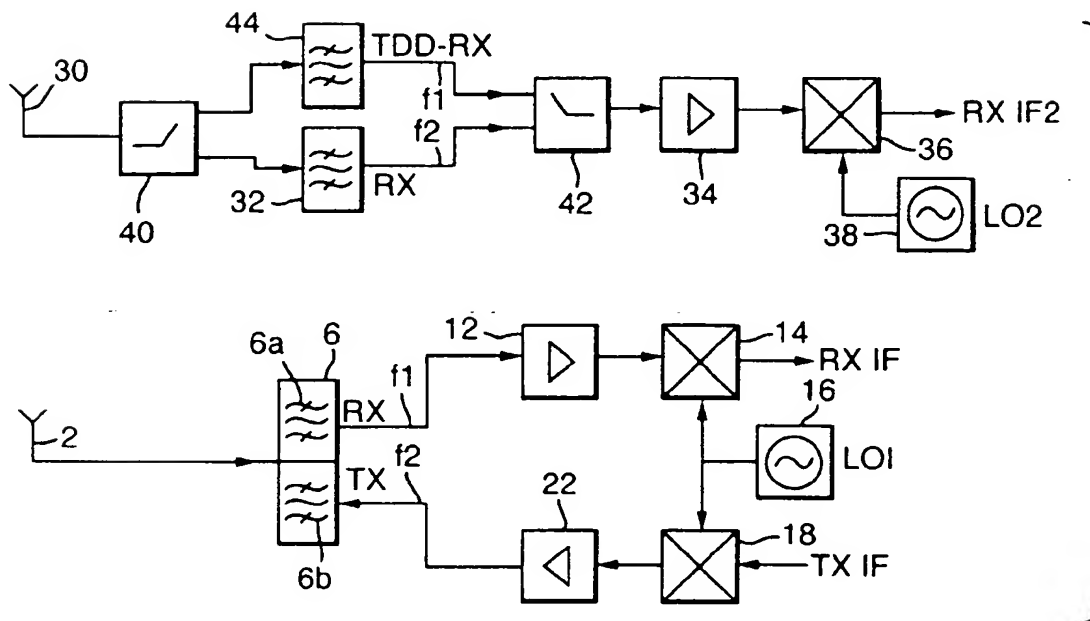 44
TDD-RX
30
f1
f2
RX IF2
36
RX
32
42
34
40
38
LO2
6
12
14
6a
f1
RX
RX IF
16
2
f2
LO1
TX
22
18
TX IF
6b